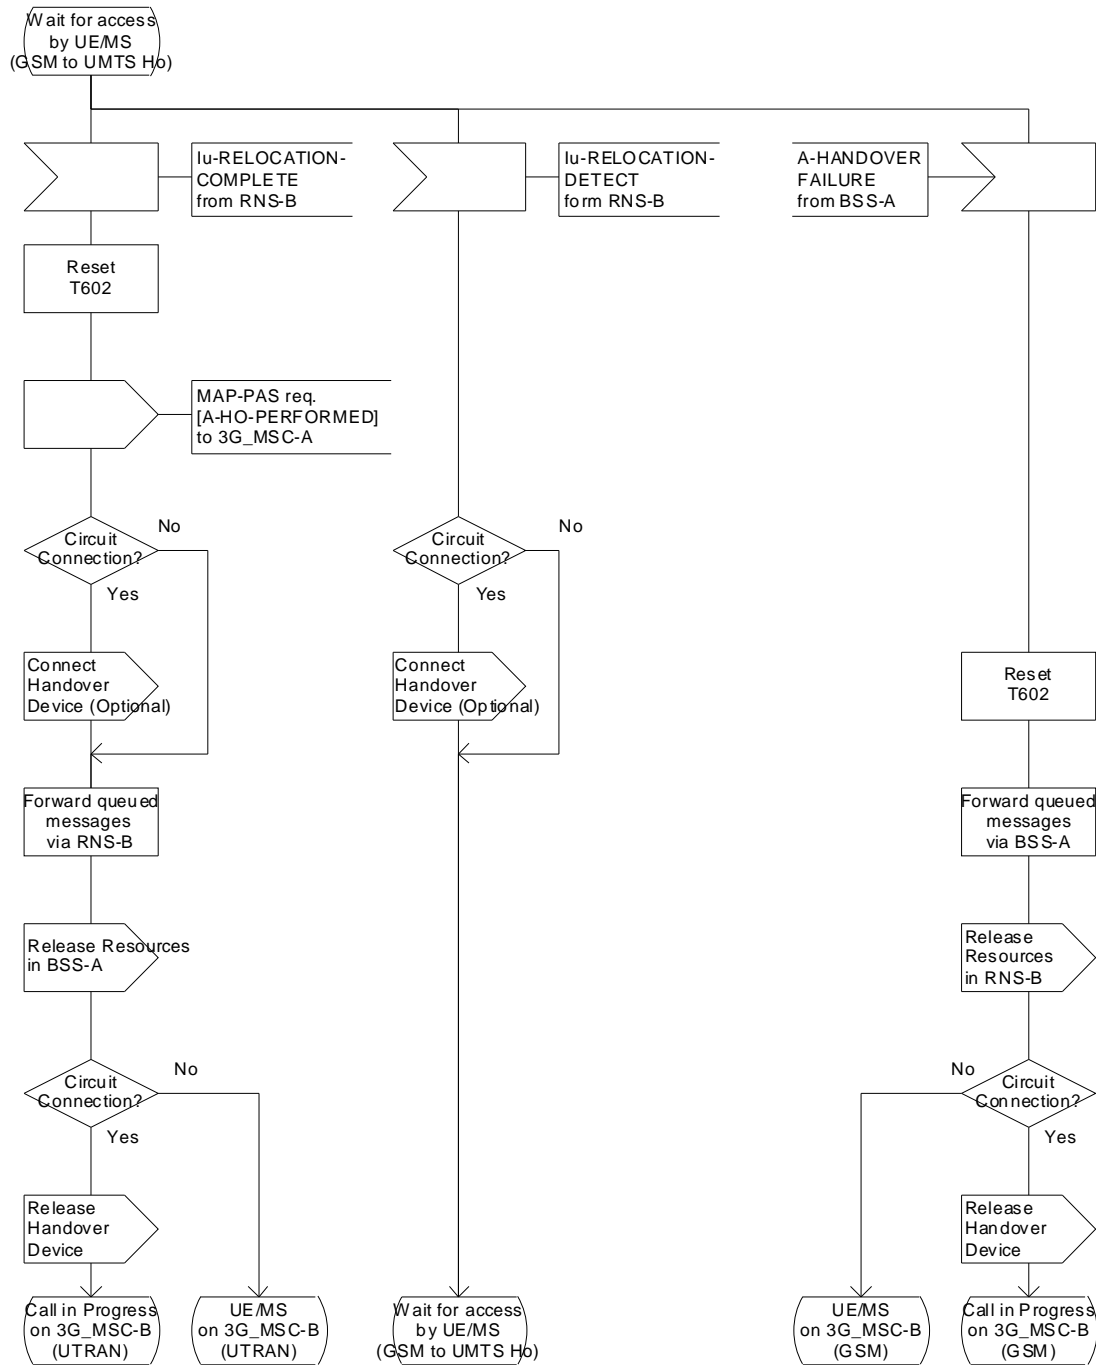 Wait for access
by UE/MS
(GSM to UMTS Ho)
Iu-RELOCATION-
COMPLETE
from RNS-B
Iu-RELOCATION-
DETECT
form RNS-B
A-HANDOVER
FAILURE
from BSS-A
Reset
T602
MAP-PAS req.
[A-HO-PERFORMED]
to 3G_MSC-A
Circuit
Connection?
No
Yes
Circuit
Connection?
No
Yes
Connect
Handover
Device (Optional)
Connect
Handover
Device (Optional)
Reset
T602
Forward queued
messages
via RNS-B
Forward queued
messages
via BSS-A
Release Resources
in BSS-A
Release
Resources
in RNS-B
Circuit
Connection?
No
Yes
No
Circuit
Connection?
Yes
Release
Handover
Device
Release
Handover
Device
Call in Progress
on 3G_MSC-B
(UTRAN)
UE/MS
on 3G_MSC-B
(UTRAN)
Wait for access
by UE/MS
(GSM to UMTS Ho)
UE/MS
on 3G_MSC-B
(GSM)
Call in Progress
on 3G_MSC-B
(GSM)